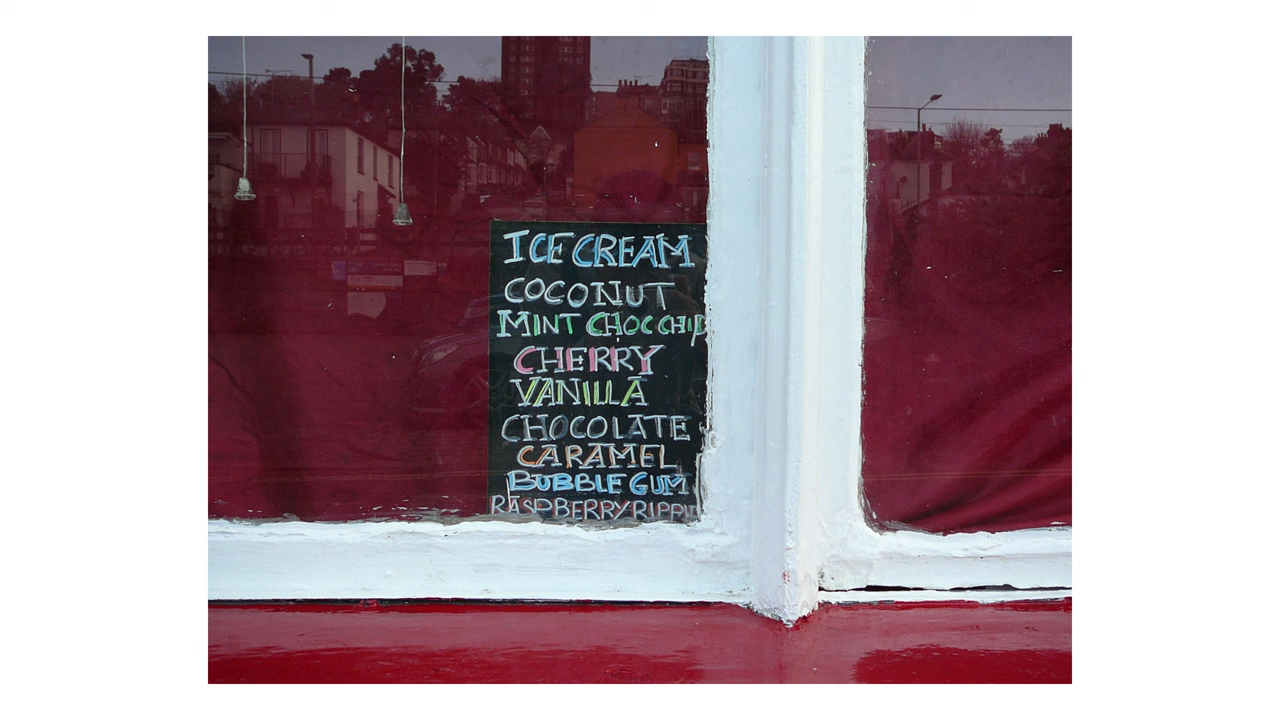 ICE CREAM
COCONUT
MINT CHOC CHIP
CHERRY
VANILLA
CHOCOLATE
CARAMEL
BUBBLE GUM
RASPBERRY RIPPLE